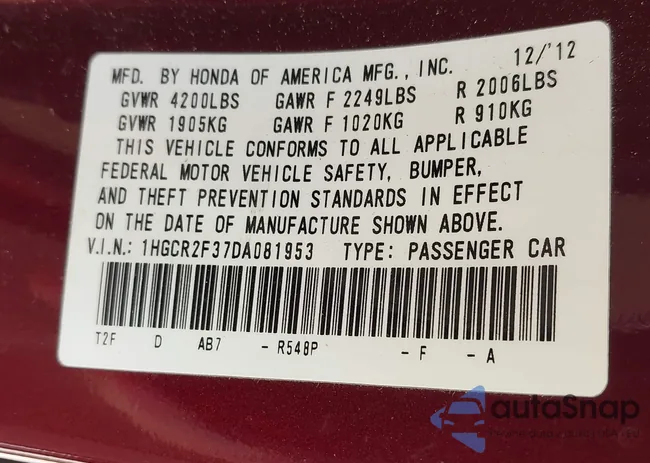 MFD. BY HONDA OF AMERICA MFG., INC. 12/'12
GVWR 4200LBS GAWR F 2249LBS R 2006LBS
GVWR 1905KG GAWR F 1020KG R 910KG
THIS VEHICLE CONFORMS TO ALL APPLICABLE
FEDERAL MOTOR VEHICLE SAFETY, BUMPER,
AND THEFT PREVENTION STANDARDS IN EFFECT
ON THE DATE OF MANUFACTURE SHOWN ABOVE.
V.I.N.: 1HGCR2F37DA081953 TYPE: PASSENGER CAR
T2F D AB7 - R548P - F - A
autoSnap